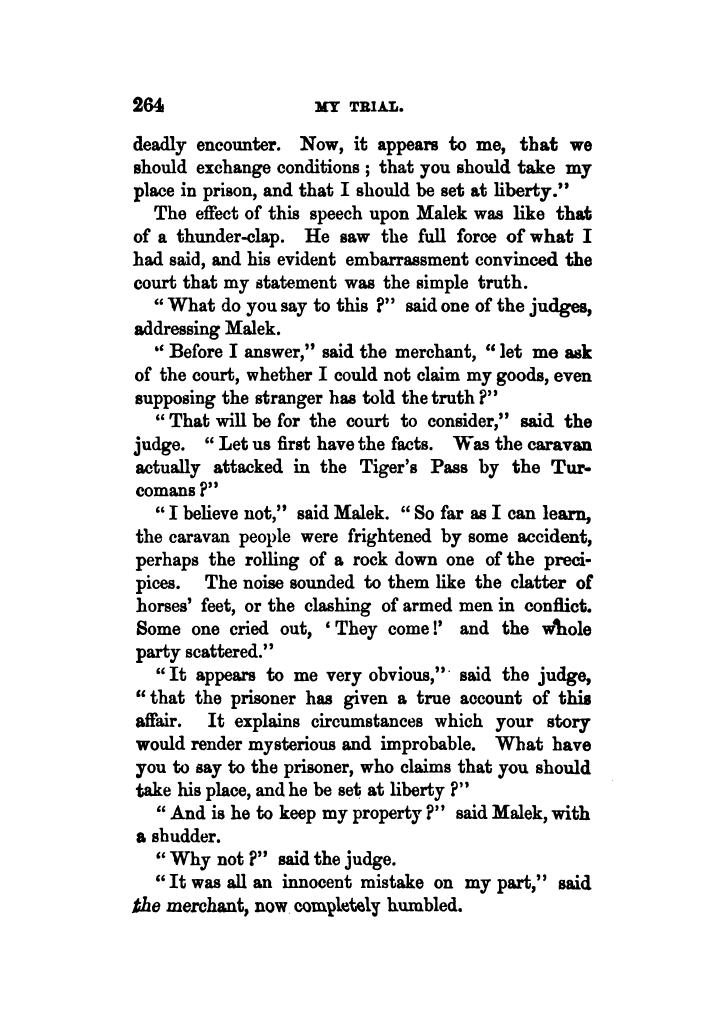 264 MY TRIAL.
deadly encounter. Now, it appears to me, that we
should exchange conditions ; that you should take my
place in prison, and that I should be set at liberty."
The effect of this speech upon Malek was like that
of a thunder-clap. He saw the full force of what I
had said, and his evident embarrassment convinced the
court that my statement was the simple truth.
"What do you say to this ?" said one of the judges,
addressing Malek.
"Before I answer," said the merchant, "let me ask
of the court, whether I could not claim my goods, even
supposing the stranger has told the truth ?"
"That will be for the court to consider," said the
judge. "Let us first have the facts. Was the caravan
actually attacked in the Tiger's Pass by the Tur-
comans ?"
"I believe not," said Malek. "So far as I can learn,
the caravan people were frightened by some accident,
perhaps the rolling of a rock down one of the preci-
pices. The noise sounded to them like the clatter of
horses' feet, or the clashing of armed men in conflict.
Some one cried out, 'They come!' and the whole
party scattered."
"It appears to me very obvious," said the judge,
"that the prisoner has given a true account of this
affair. It explains circumstances which your story
would render mysterious and improbable. What have
you to say to the prisoner, who claims that you should
take his place, and he be set at liberty ?"
"And is he to keep my property ?" said Malek, with
a shudder.
"Why not ?" said the judge.
"It was all an innocent mistake on my part," said
the merchant, now completely humbled.